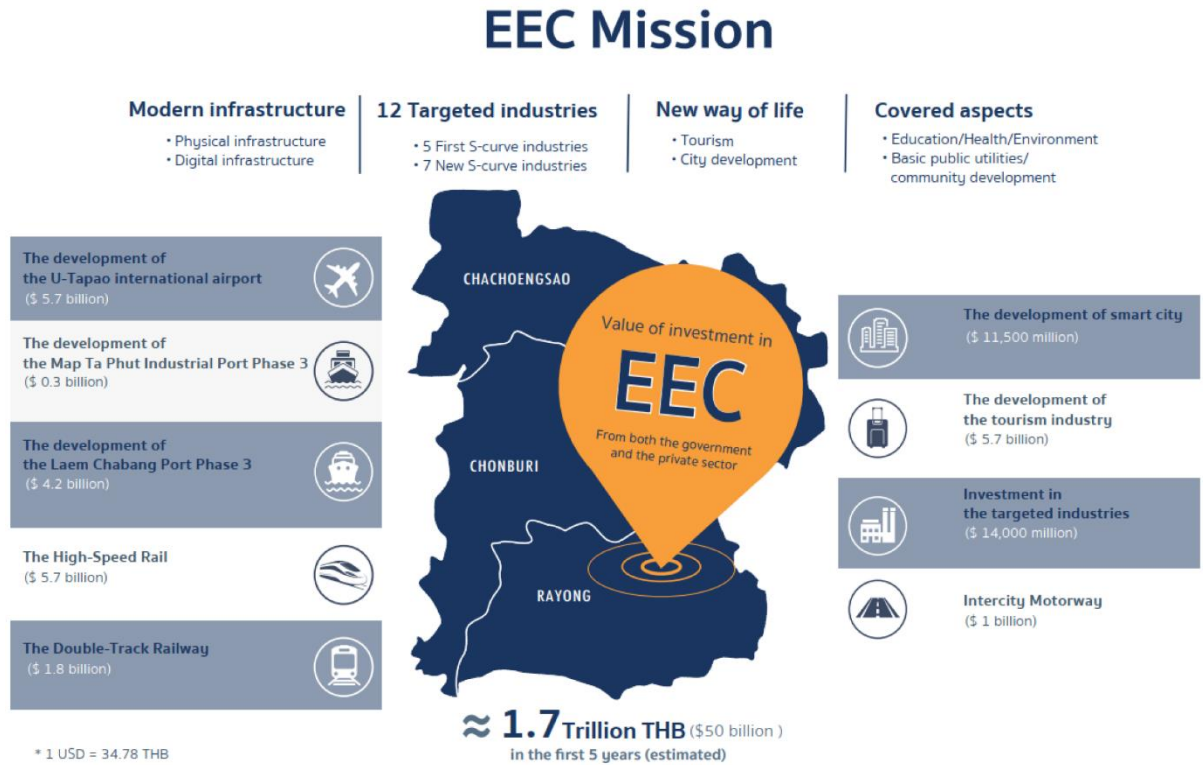 EEC Mission
Modern infrastructure
• Physical infrastructure
• Digital infrastructure
12 Targeted industries
• 5 First S-curve industries
• 7 New S-curve industries
New way of life
• Tourism
• City development
Covered aspects
• Education/Health/Environment
• Basic public utilities/
community development
The development of
the U-Tapao international airport
($ 5.7 billion)
The development of
the Map Ta Phut Industrial Port Phase 3
($ 0.3 billion)
The development of
the Laem Chabang Port Phase 3
($ 4.2 billion)
The High-Speed Rail
($ 5.7 billion)
The Double-Track Railway
($ 1.8 billion)
CHACHOENGSAO
CHONBURI
RAYONG
Value of investment in
EEC
From both the government
and the private sector
The development of smart city
($ 11,500 million)
The development of
the tourism industry
($ 5.7 billion)
Investment in
the targeted industries
($ 14,000 million)
Intercity Motorway
($ 1 billion)
≈ 1.7 Trillion THB ($50 billion )
in the first 5 years (estimated)
* 1 USD = 34.78 THB